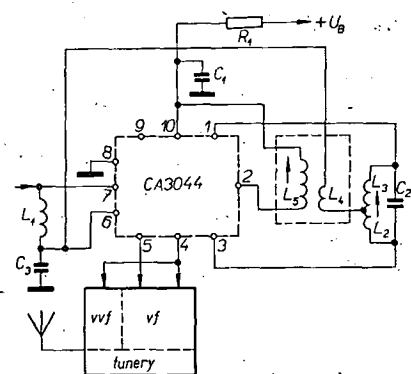 R₁
+U_B
C₁
9
10
1
8
7
6
2
CA3044
L₁
L₅
L₄
L₃
L₂
C₂
C₃
5
4
3
vvf
vf
tunery